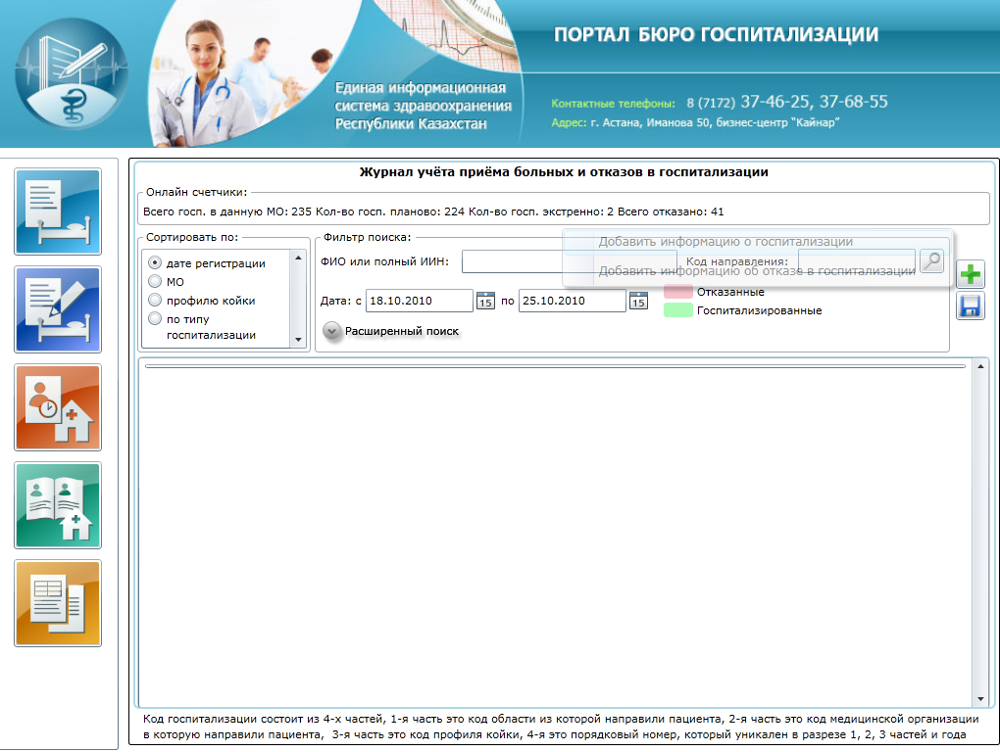 ПОРТАЛ БЮРО ГОСПИТАЛИЗАЦИИ
Единая информационная
система здравоохранения
Республики Казахстан
Контактные телефоны: 8 (7172) 37-46-25, 37-68-55
Адрес: г. Астана, Иманова 50, бизнес-центр "Кайнар"
Журнал учёта приёма больных и отказов в госпитализации
Онлайн счетчики:
Всего госп. в данную МО: 235 Кол-во госп. планово: 224 Кол-во госп. экстренно: 2 Всего отказано: 41
Сортировать по:
дате регистрации
МО
профилю койки
по типу
госпитализации
Фильтр поиска:
Добавить информацию о госпитализации
ФИО или полный ИИН:
Код направления:
Добавить информацию об отказе в госпитализации
Дата: с 18.10.2010 15 по 25.10.2010 15
Отказанные
Госпитализированные
Расширенный поиск
Код госпитализации состоит из 4-х частей, 1-я часть это код области из которой направили пациента, 2-я часть это код медицинской организации
в которую направили пациента, 3-я часть это код профиля койки, 4-я это порядковый номер, который уникален в разрезе 1, 2, 3 частей и года